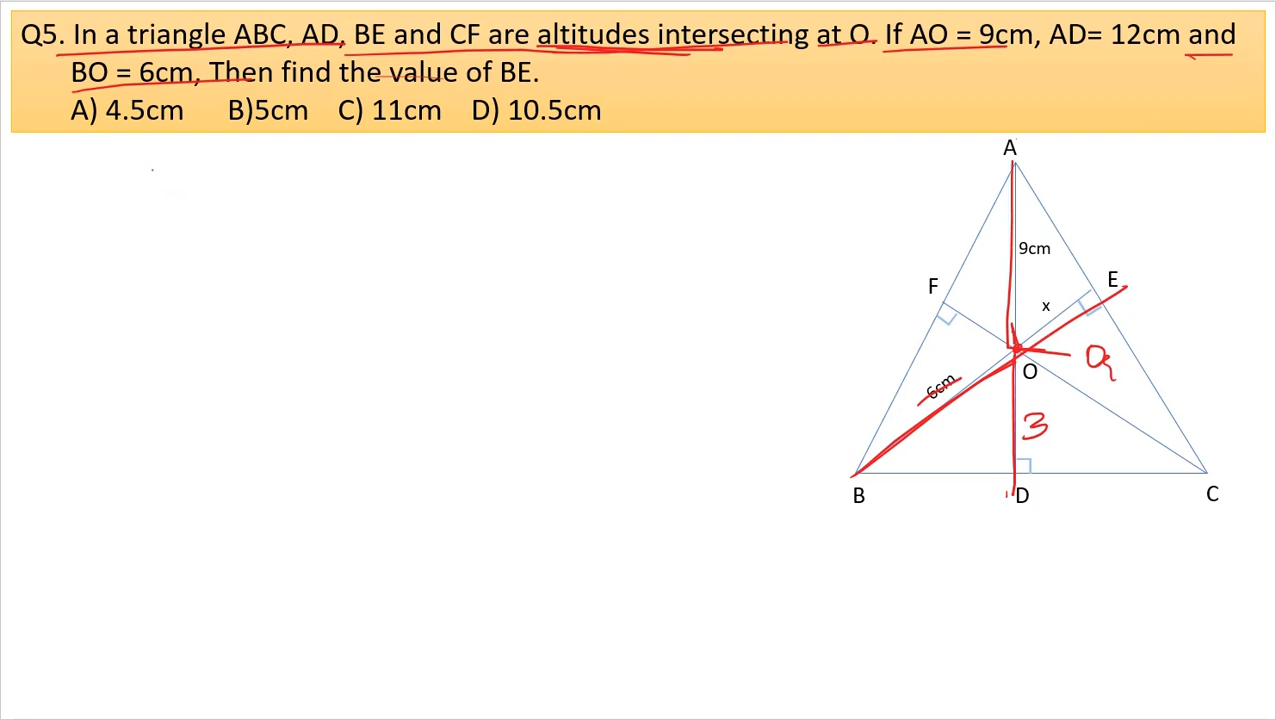 Q5. In a triangle ABC, AD, BE and CF are altitudes intersecting at O. If AO = 9cm, AD= 12cm and
BO = 6cm, Then find the value of BE.
A) 4.5cm B)5cm C) 11cm D) 10.5cm
A
9cm
F
E
x
6cm
O
3
B
D
C